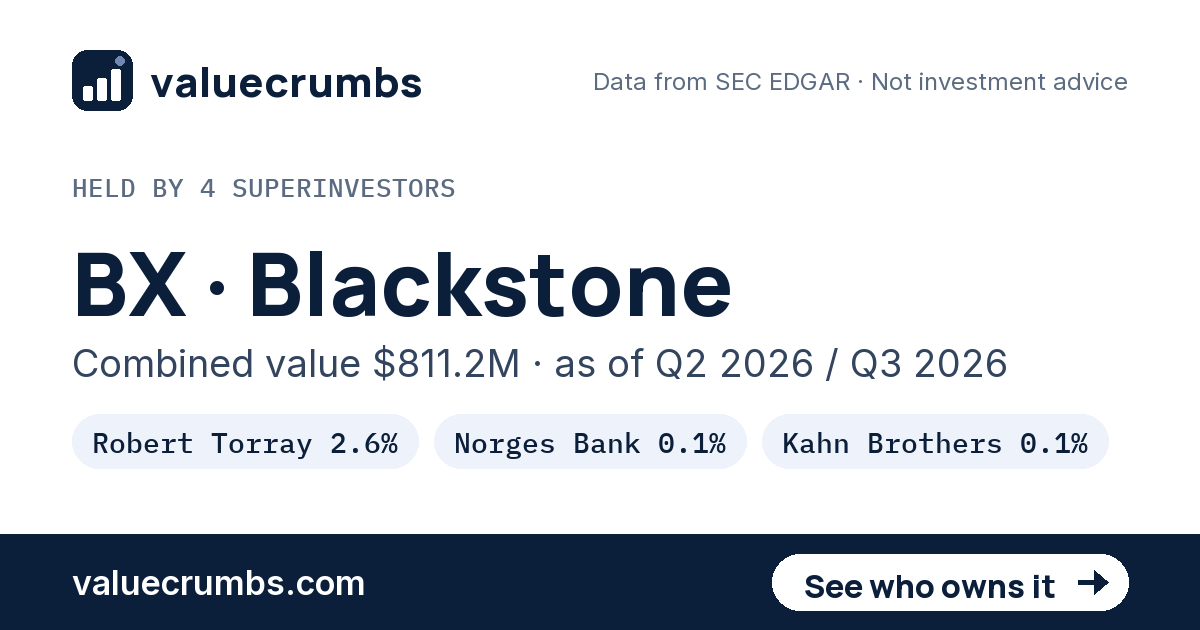 valuecrumbs
Data from SEC EDGAR · Not investment advice
HELD BY 4 SUPERINVESTORS
BX · Blackstone
Combined value $811.2M · as of Q2 2026 / Q3 2026
Robert Torray 2.6% Norges Bank 0.1% Kahn Brothers 0.1%
valuecrumbs.com
See who owns it →